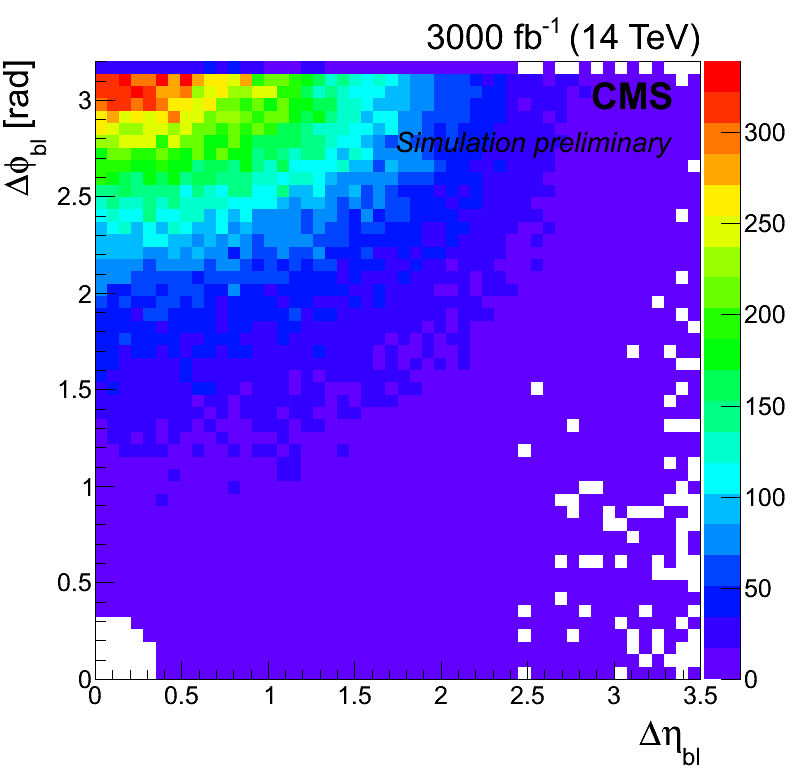 3000 fb⁻¹ (14 TeV)
CMS
Simulation preliminary
Δϕ_bl [rad]
3
2.5
2
1.5
1
0.5
0
0 0.5 1 1.5 2 2.5 3 3.5
Δη_bl
300
250
200
150
100
50
0